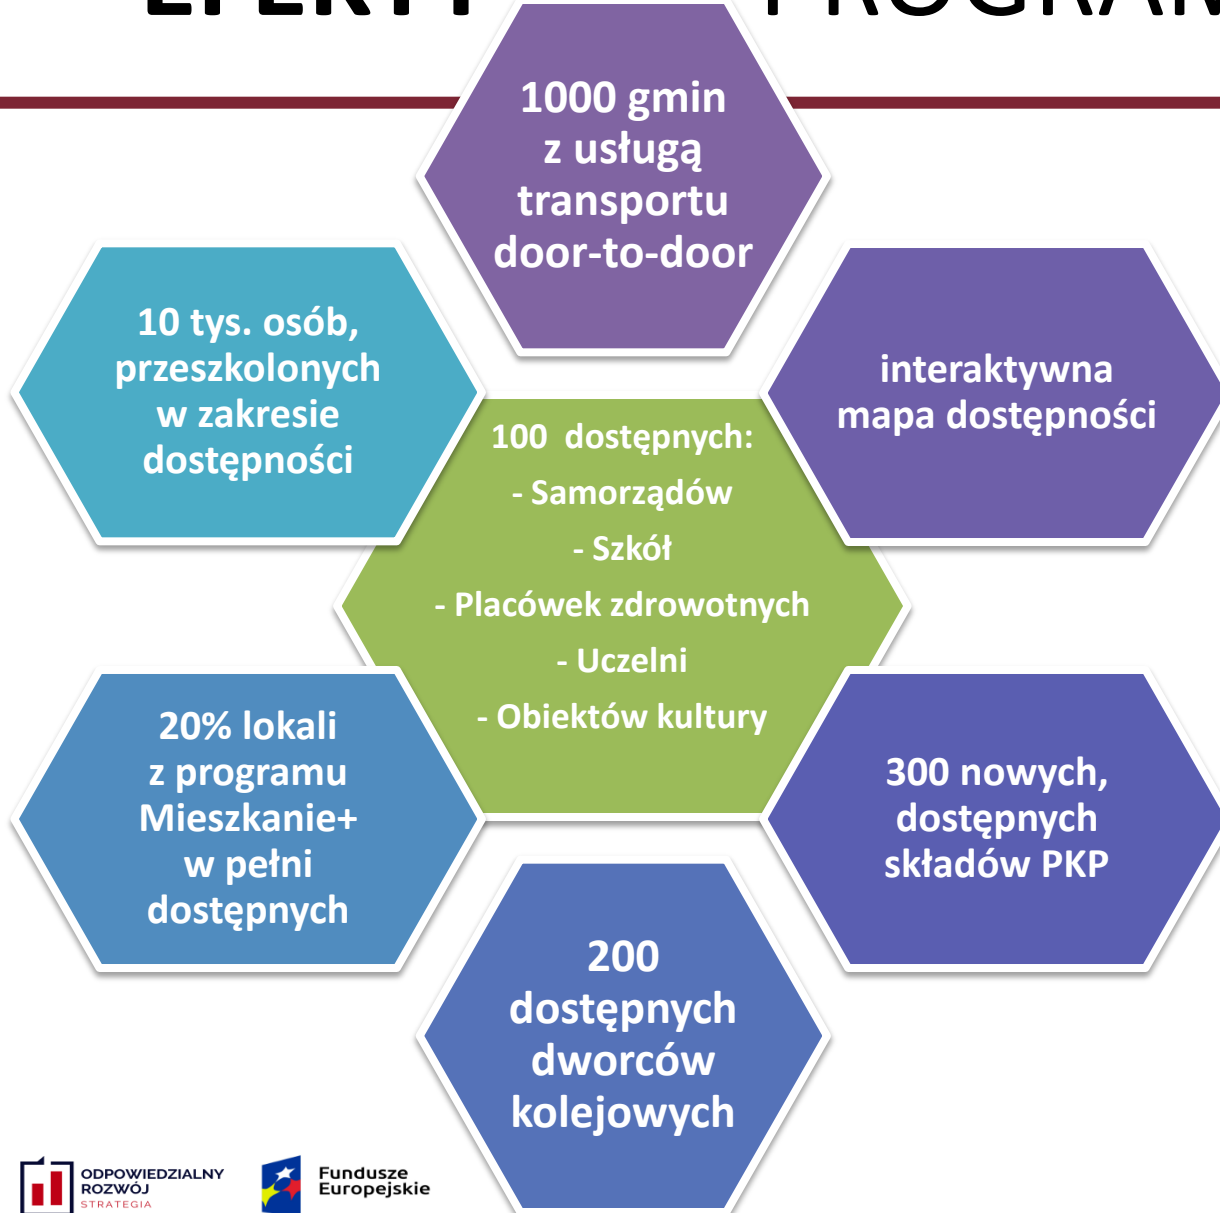 EFEKTY PROGRAM
1000 gmin
z usługą
transportu
door-to-door
10 tys. osób,
przeszkolonych
w zakresie
dostępności
interaktywna
mapa dostępności
100 dostępnych:
- Samorządów
- Szkół
- Placówek zdrowotnych
- Uczelni
- Obiektów kultury
20% lokali
z programu
Mieszkanie+
w pełni
dostępnych
300 nowych,
dostępnych
składów PKP
200
dostępnych
dworców
kolejowych
ODPOWIEDZIALNY
ROZWÓJ
STRATEGIA
Fundusze
Europejskie